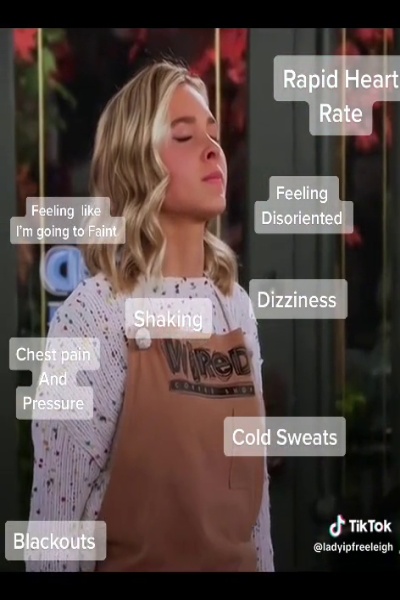 Rapid Heart
Rate
Feeling
Disoriented
Feeling like
I'm going to Faint
Dizziness
Shaking
Chest pain
And
Pressure
WiReD
Cold Sweats
TikTok
@ladyipfreeleigh
Blackouts